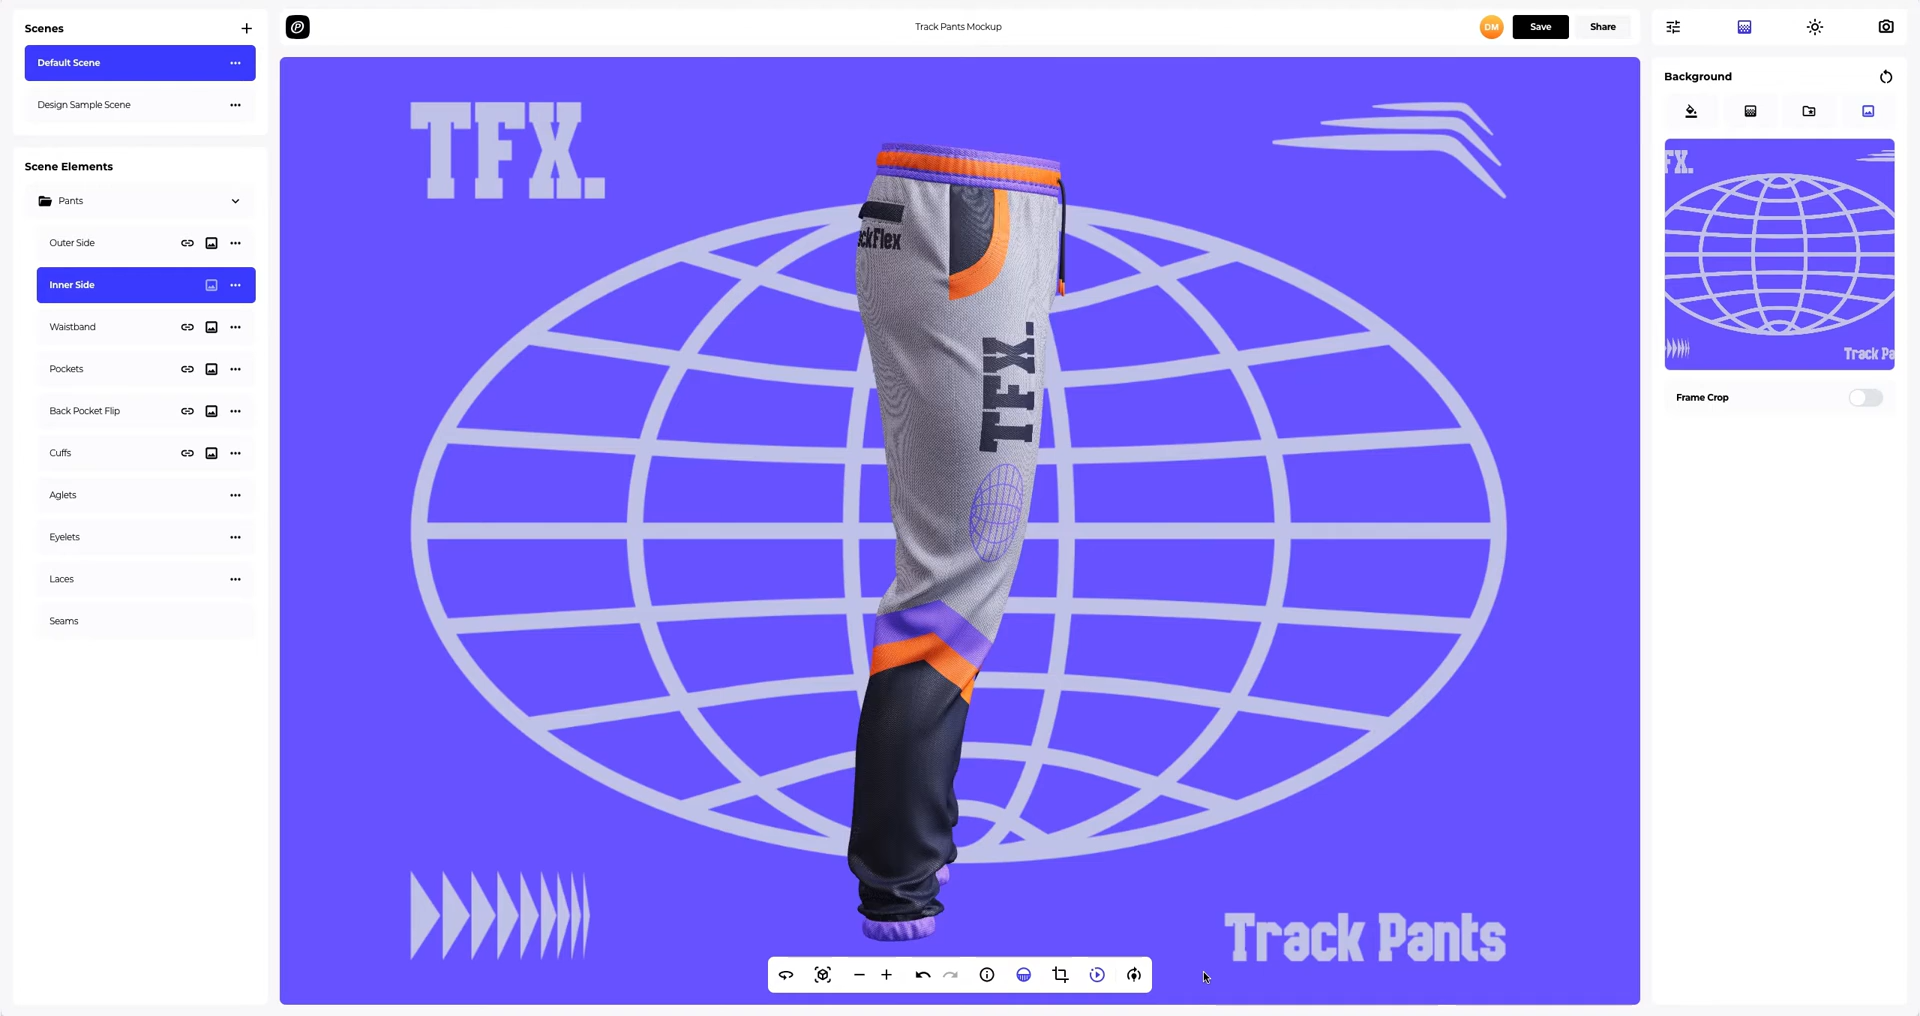 Scenes
Default Scene
Design Sample Scene
Scene Elements
Pants
Outer Side
Inner Side
Waistband
Pockets
Back Pocket Flip
Cuffs
Aglets
Eyelets
Laces
Seams
Track Pants Mockup
DM
Save
Share
TFX.
ckFlex
TFX.
Track Pants
Background
FX.
Track Pa
Frame Crop